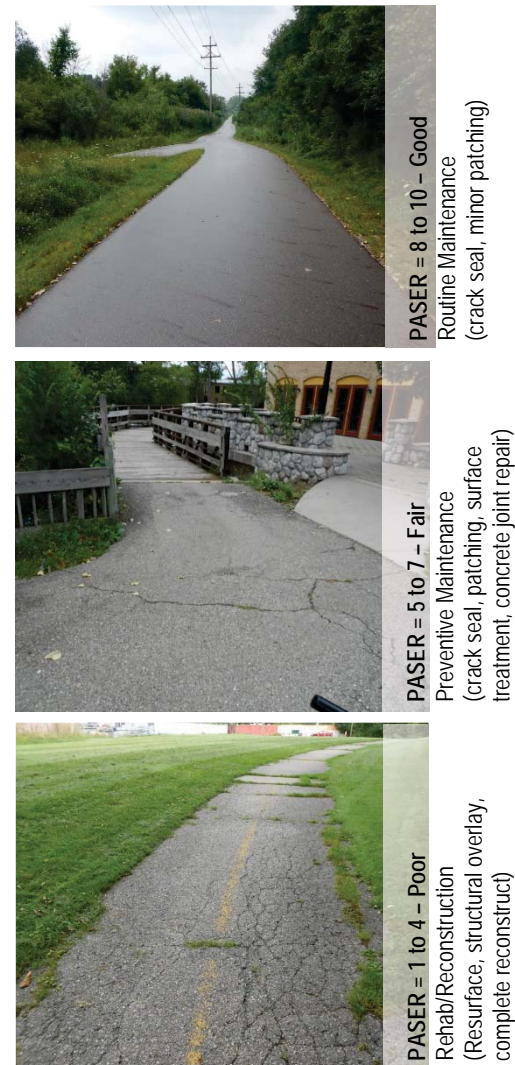 PASER = 8 to 10 – Good
Routine Maintenance
(crack seal, minor patching)
PASER = 5 to 7 – Fair
Preventive Maintenance
(crack seal, patching, surface
treatment, concrete joint repair)
PASER = 1 to 4 – Poor
Rehab/Reconstruction
(Resurface, structural overlay,
complete reconstruct)